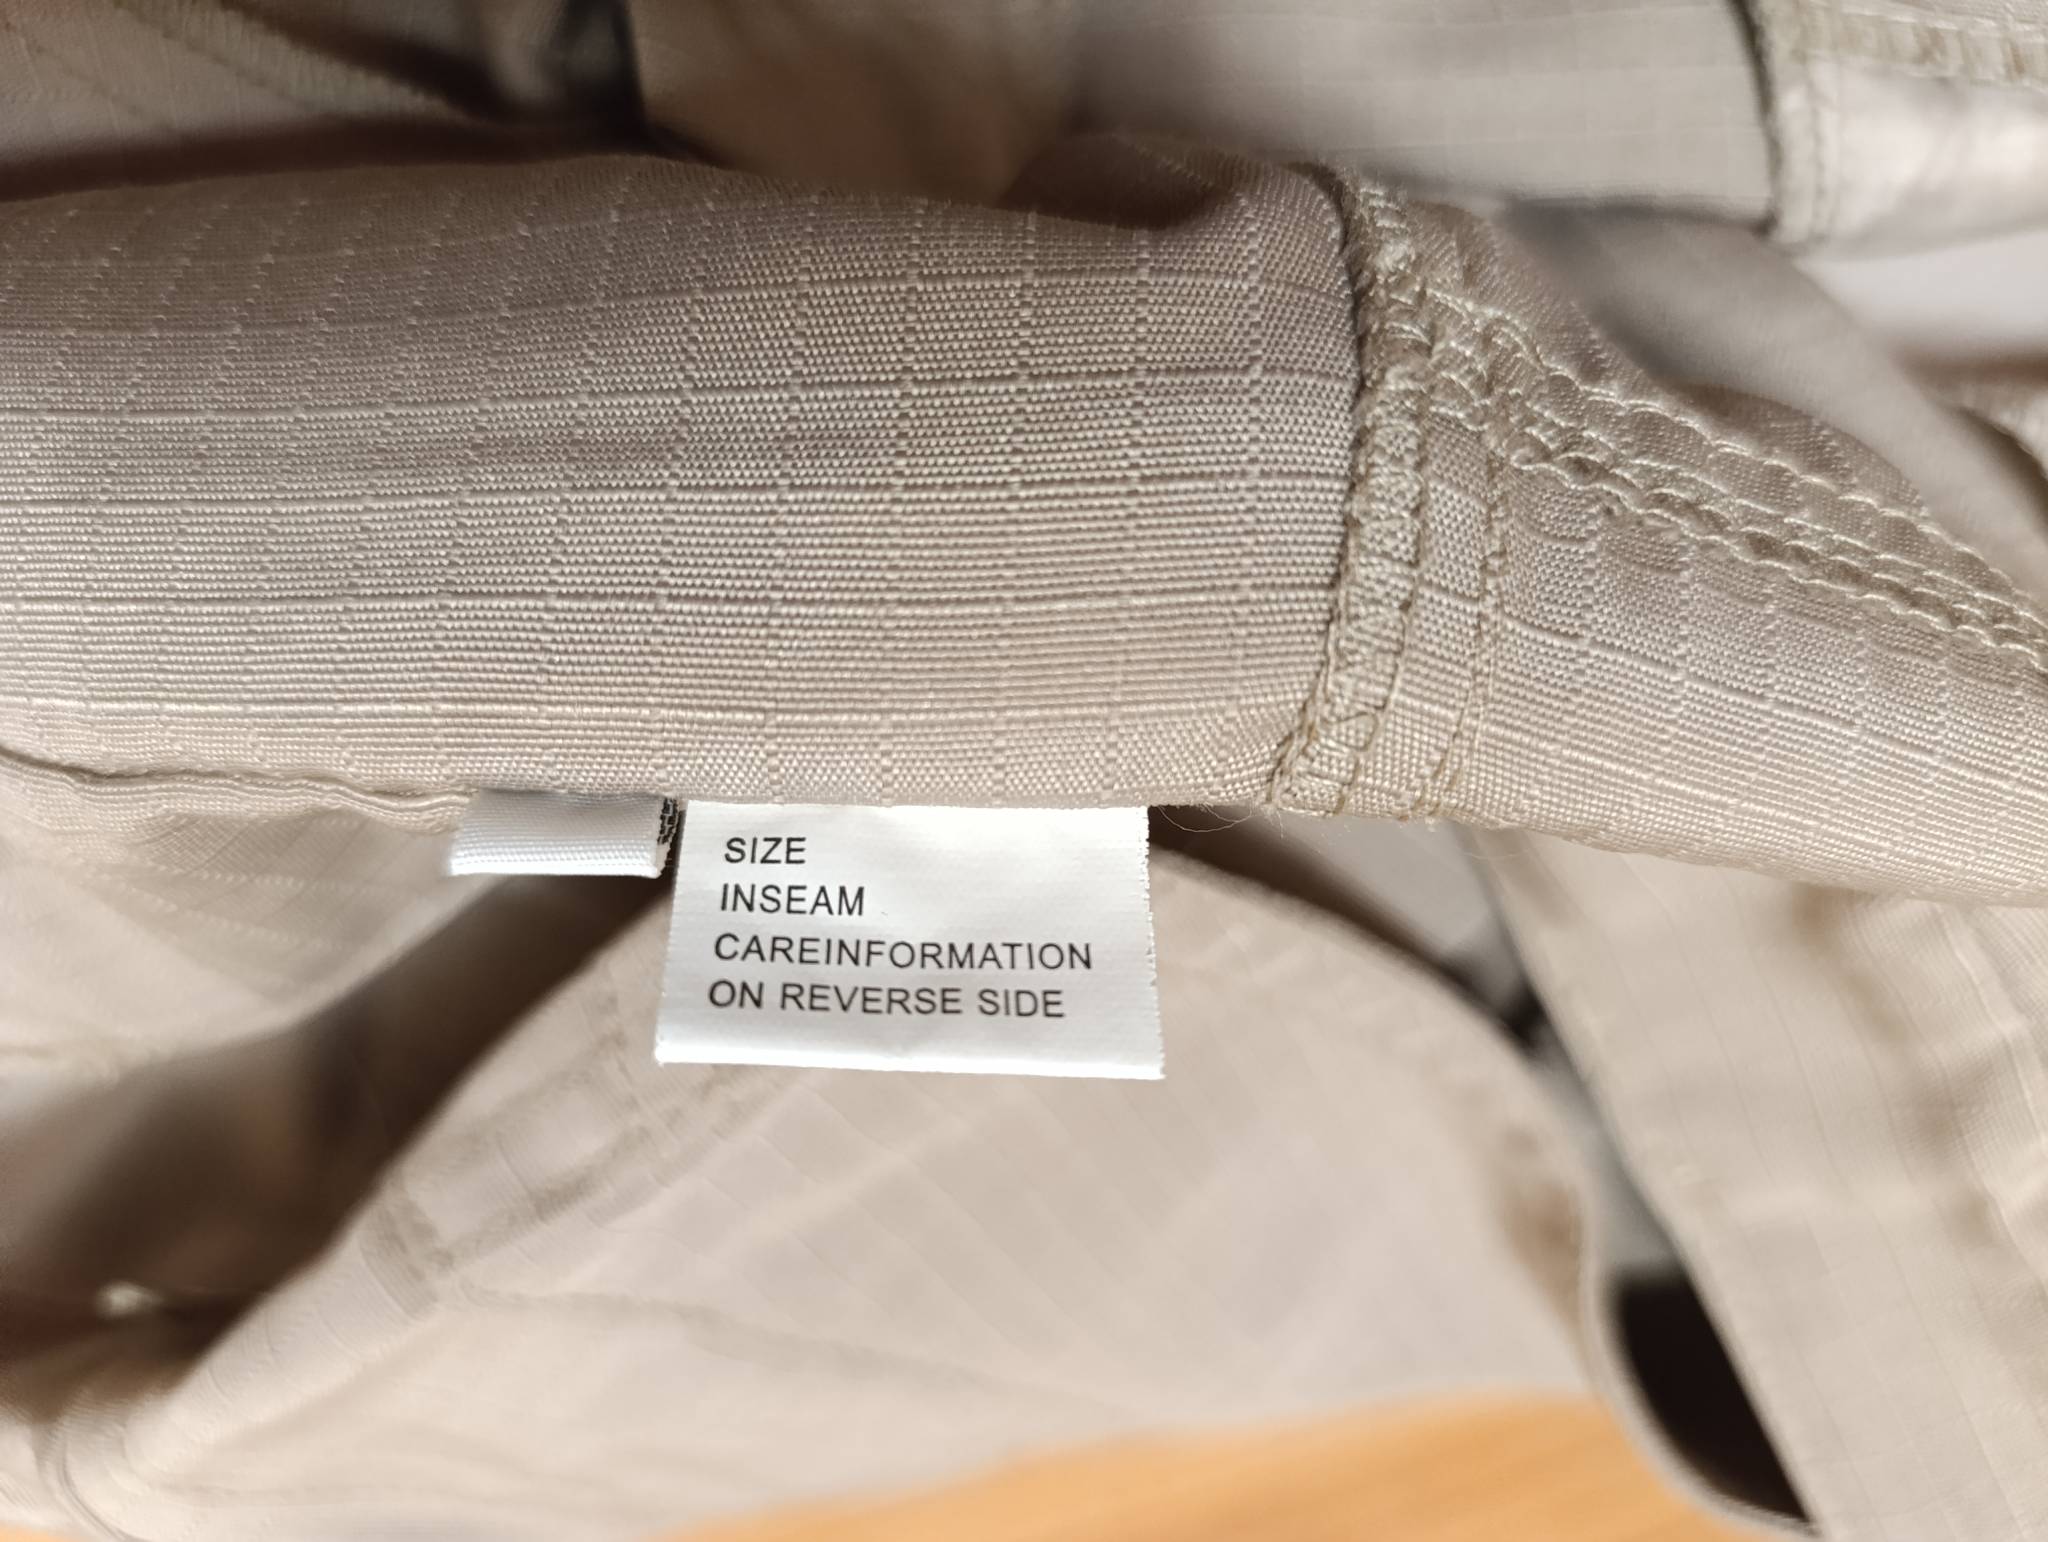 SIZE
INSEAM
CAREINFORMATION
ON REVERSE SIDE